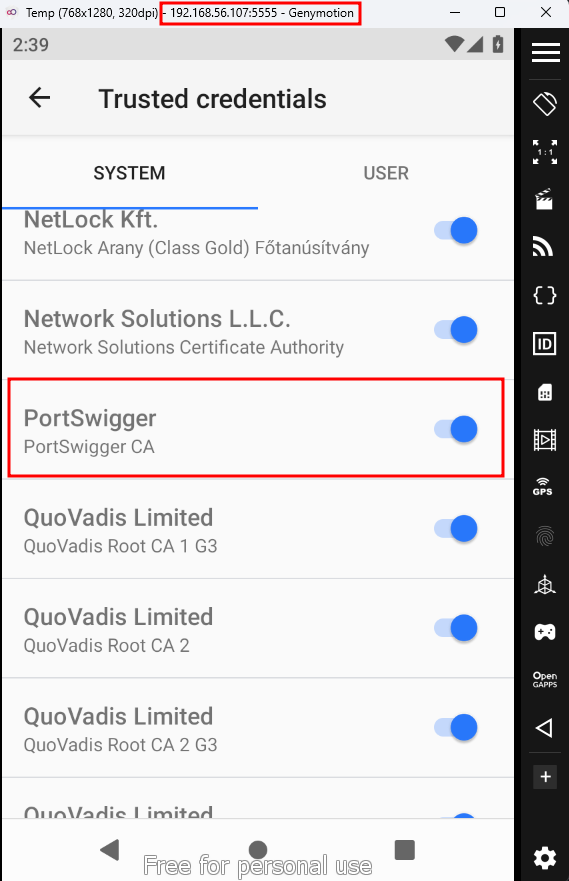 Temp (768x1280, 320dpi) - 192.168.56.107:5555 - Genymotion
2:39
Trusted credentials
SYSTEM
USER
NetLock Kft.
NetLock Arany (Class Gold) Főtanúsítvány
Network Solutions L.L.C.
Network Solutions Certificate Authority
PortSwigger
PortSwigger CA
QuoVadis Limited
QuoVadis Root CA 1 G3
QuoVadis Limited
QuoVadis Root CA 2
QuoVadis Limited
QuoVadis Root CA 2 G3
QuoVadis Limited
Free for personal use
1:1
ID
GPS
Open
GAPPS